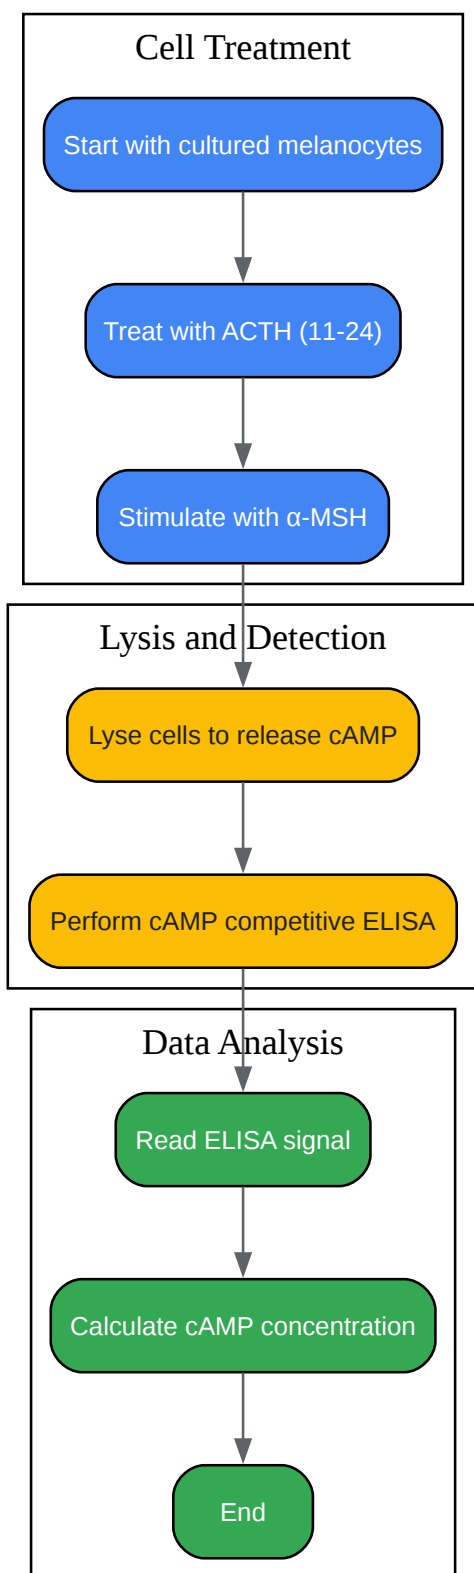 Cell Treatment
Start with cultured melanocytes
Treat with ACTH (11-24)
Stimulate with α-MSH
Lysis and Detection
Lyse cells to release cAMP
Perform cAMP competitive ELISA
Data Analysis
Read ELISA signal
Calculate cAMP concentration
End